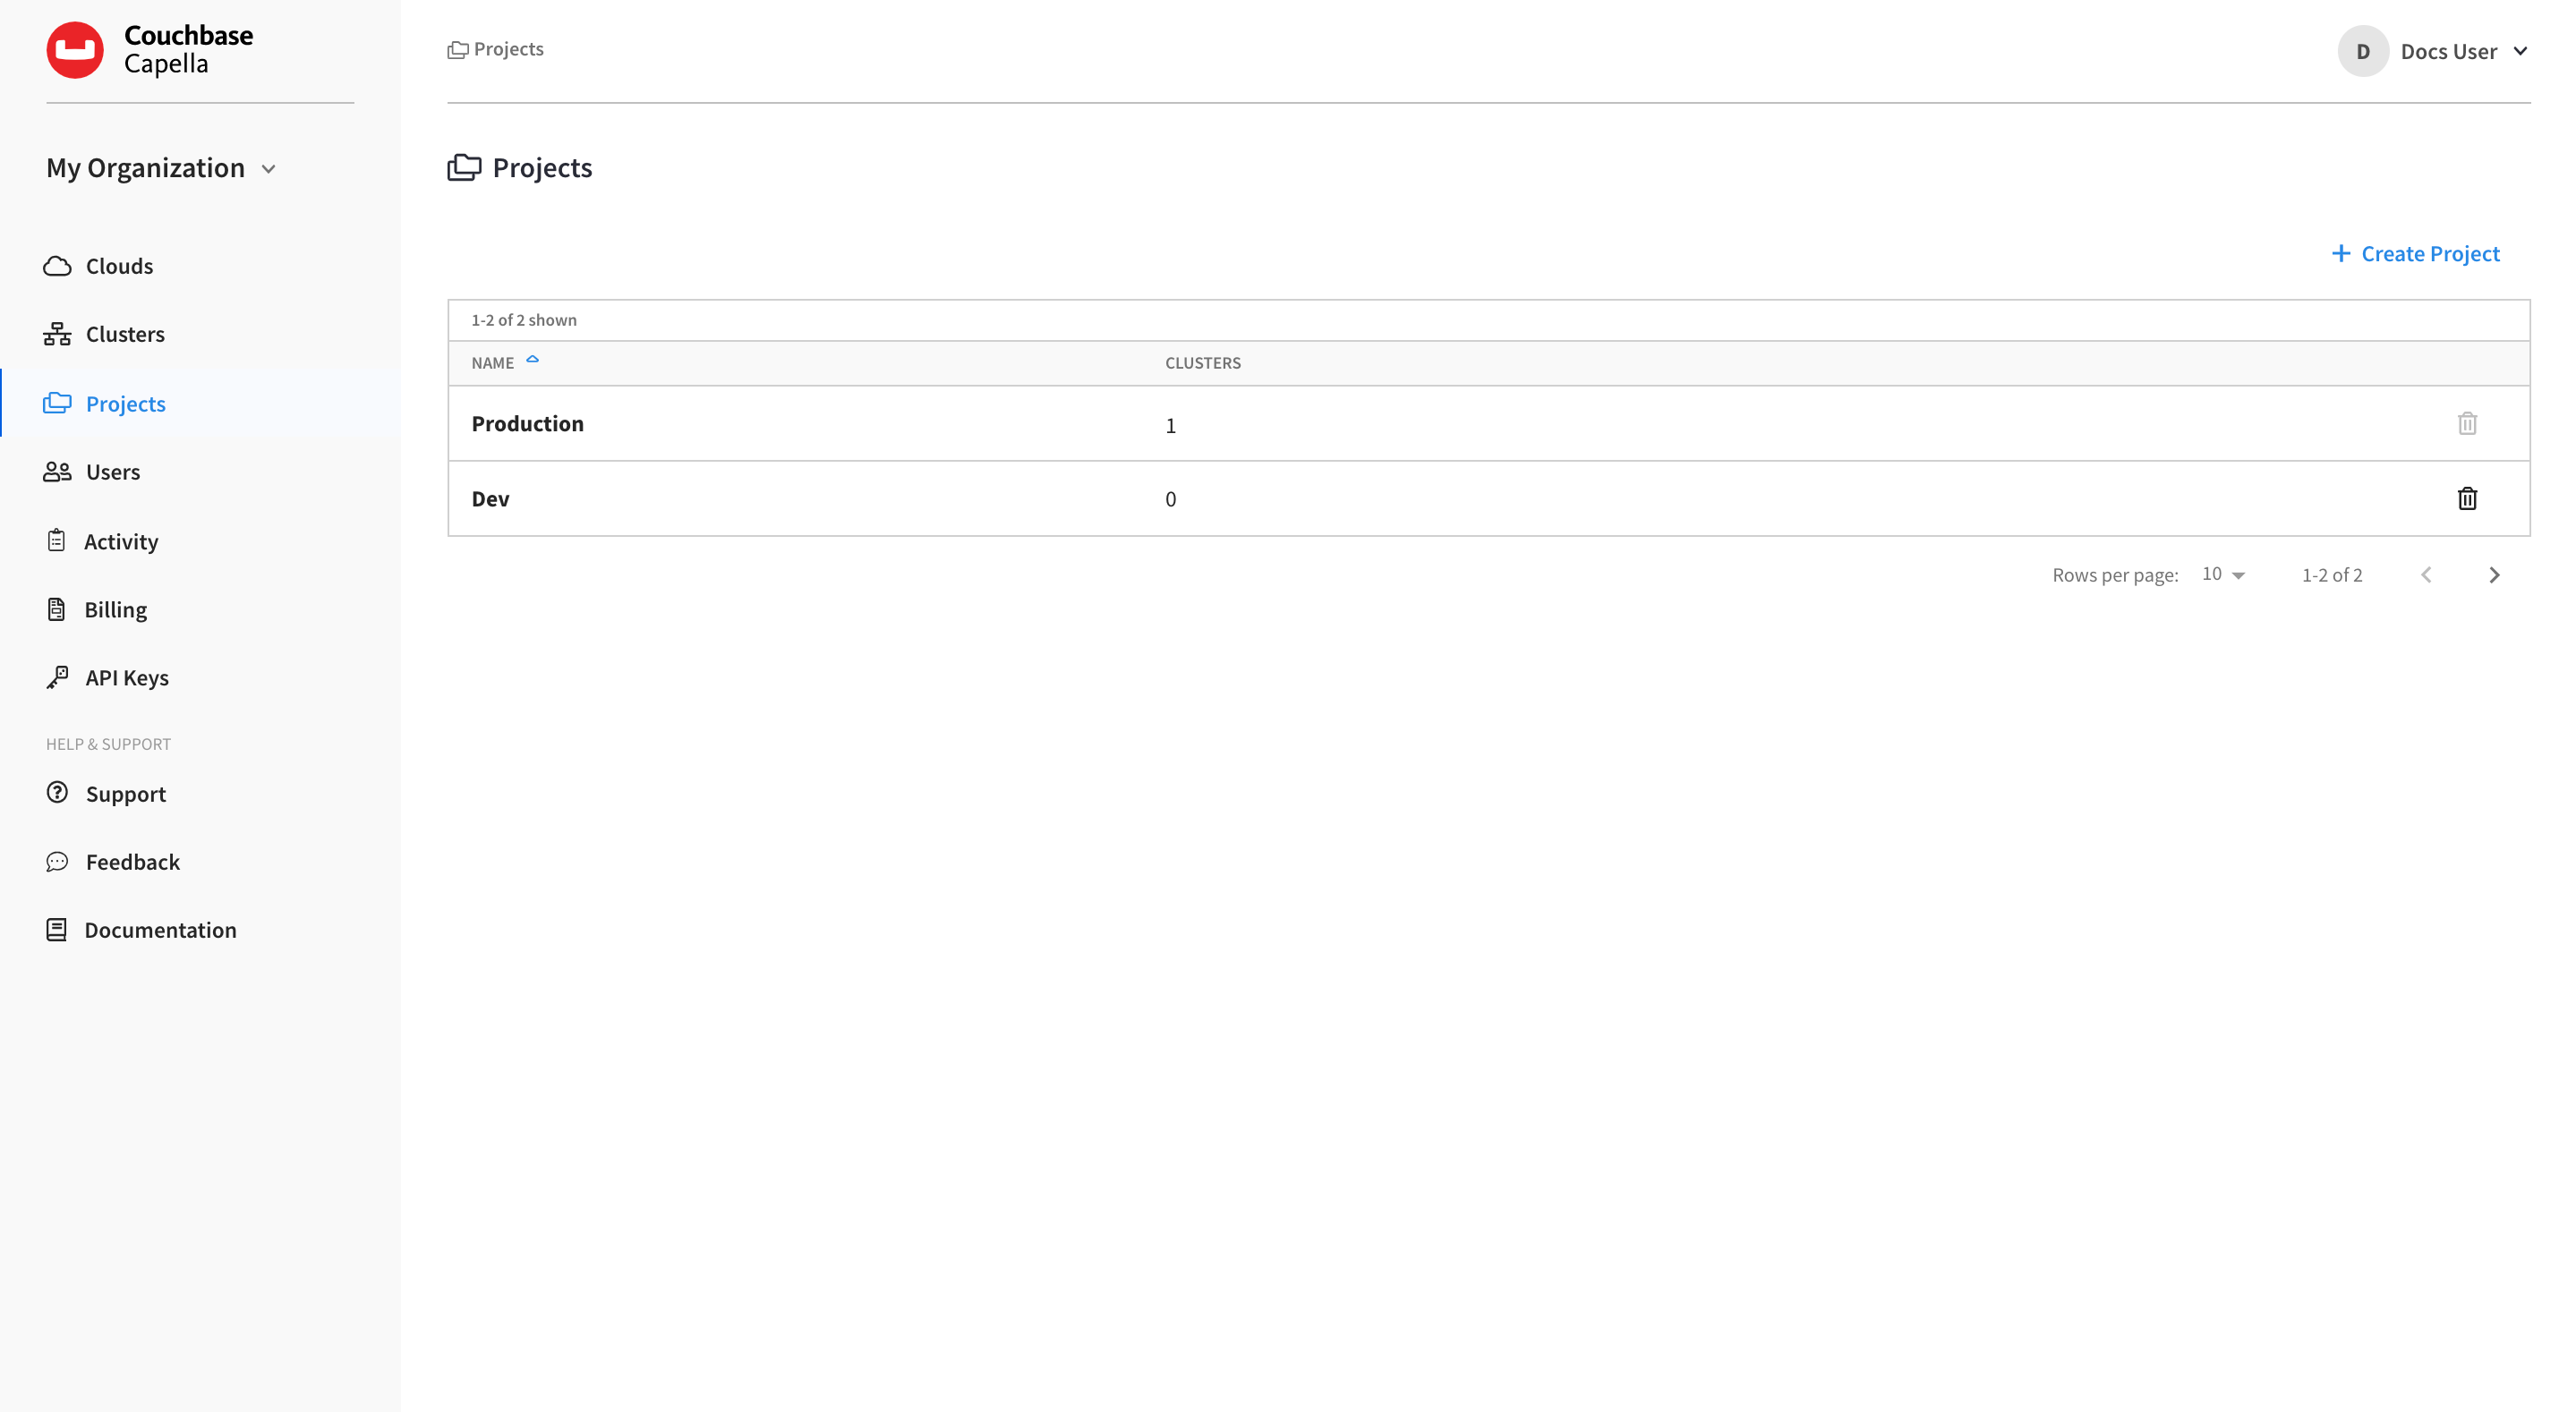 Couchbase
Capella
My Organization
Clouds
Clusters
Projects
Users
Activity
Billing
API Keys
HELP & SUPPORT
Support
Feedback
Documentation
Projects
D Docs User
Projects
+ Create Project
1-2 of 2 shown
NAME CLUSTERS
Production 1
Dev 0
Rows per page: 10 1-2 of 2